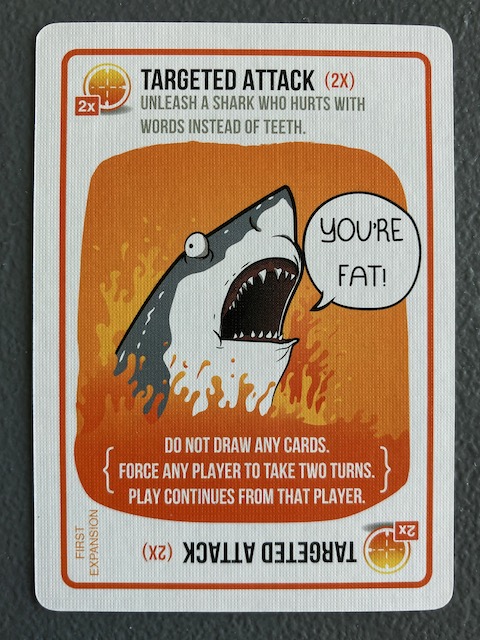 2x
TARGETED ATTACK (2X)
UNLEASH A SHARK WHO HURTS WITH
WORDS INSTEAD OF TEETH.
YOU'RE
FAT!
DO NOT DRAW ANY CARDS.
{ FORCE ANY PLAYER TO TAKE TWO TURNS. }
PLAY CONTINUES FROM THAT PLAYER.
FIRST
EXPANSION
2x
TARGETED ATTACK (2X)